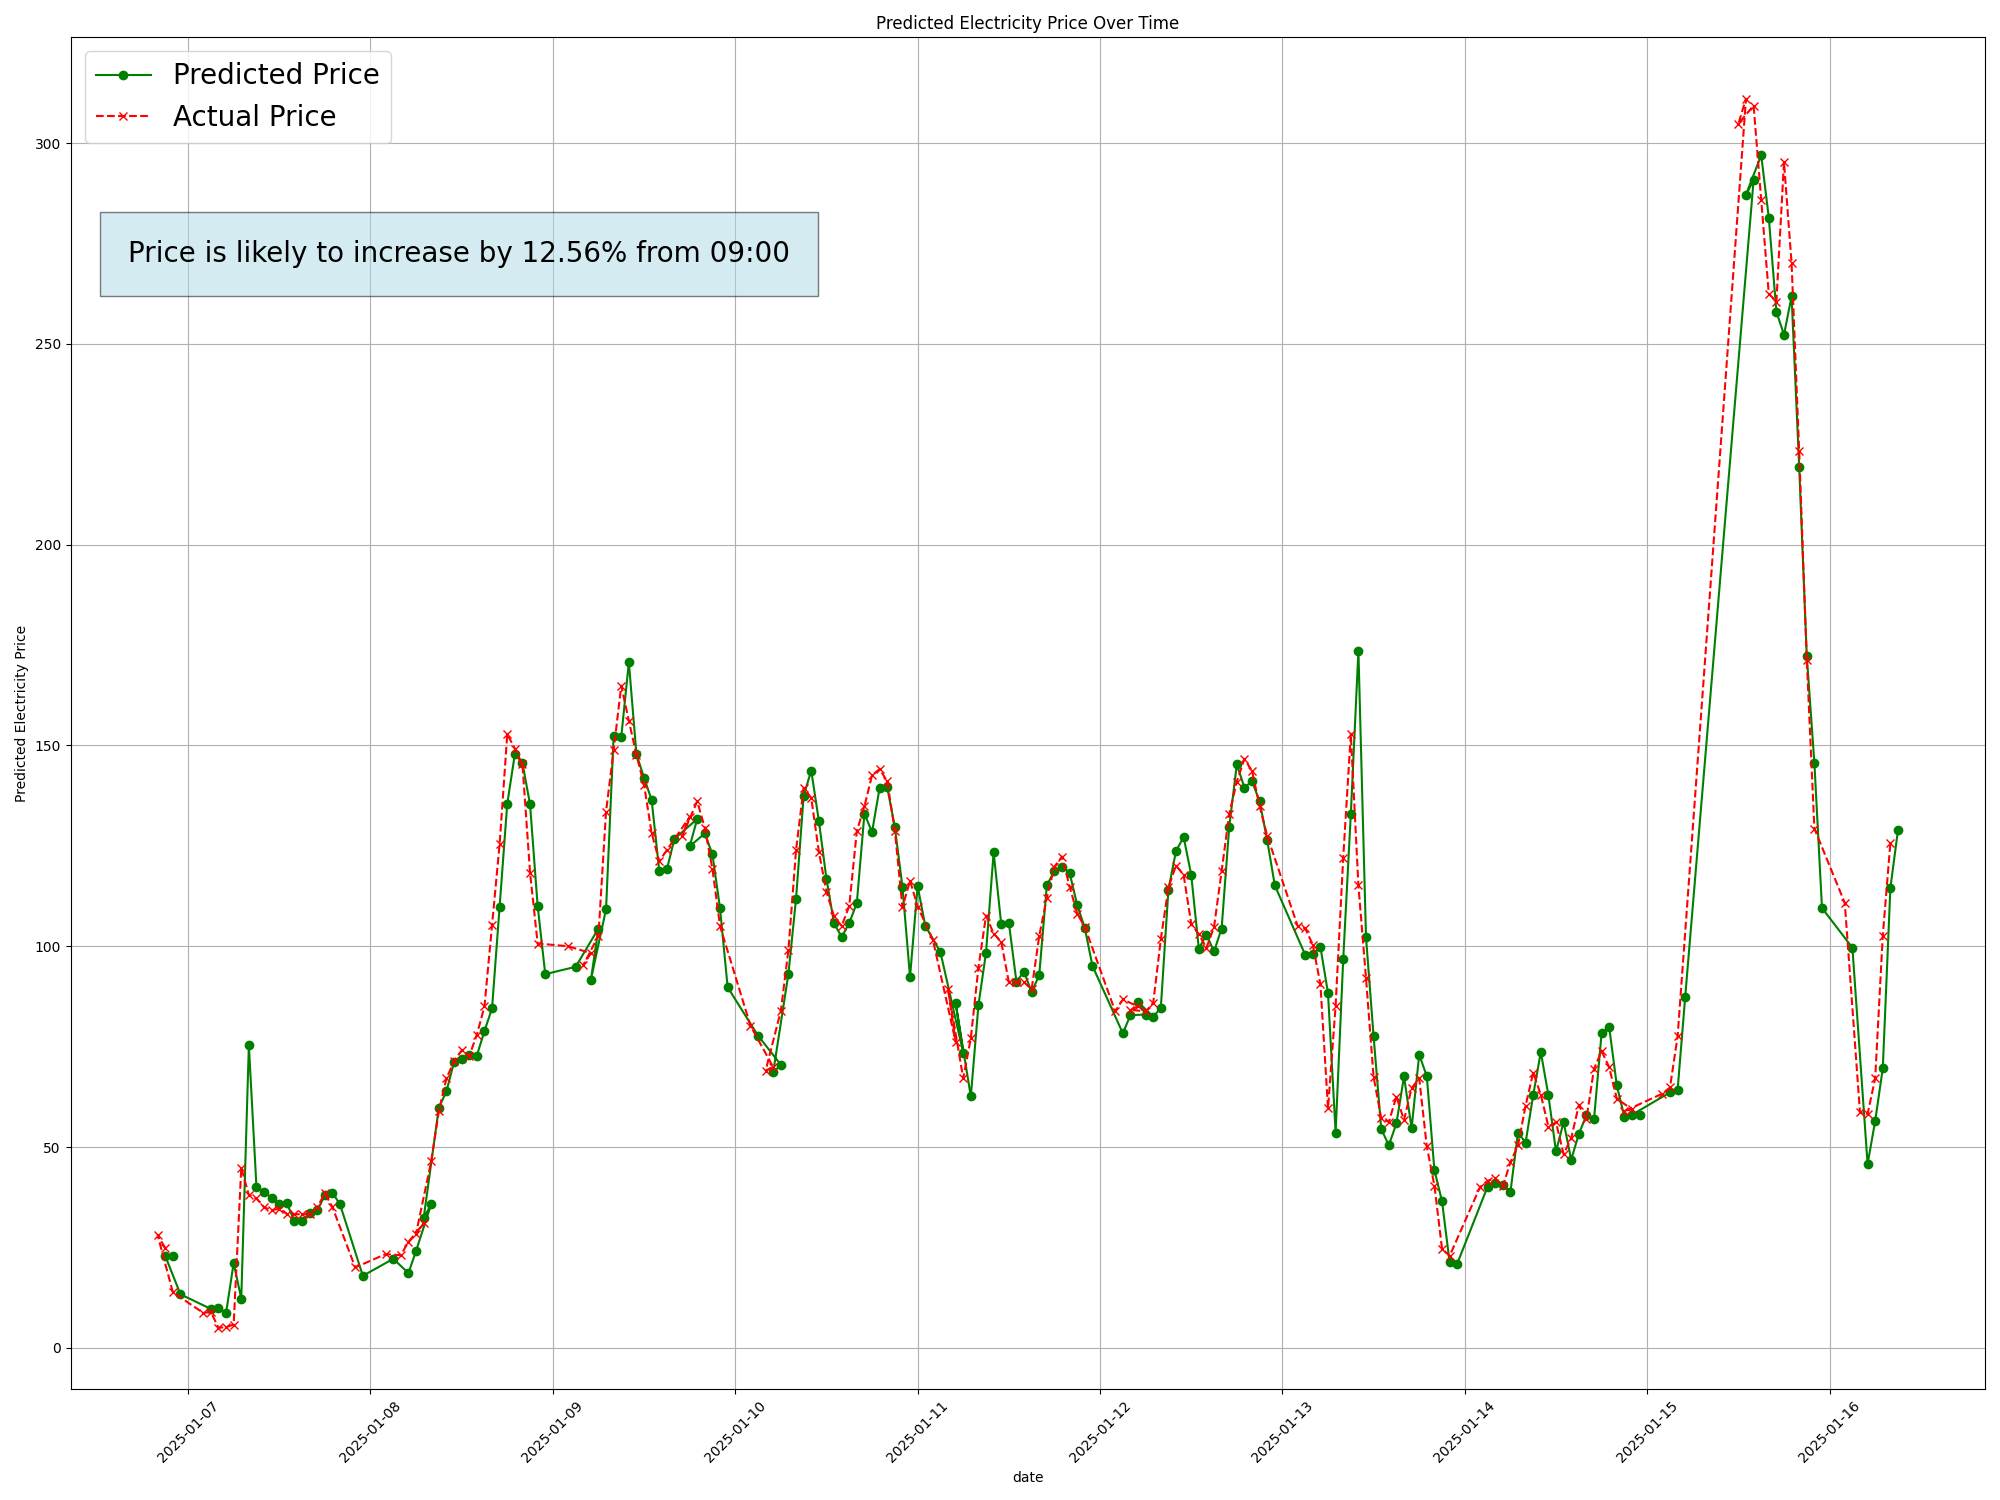 Predicted Electricity Price Over Time
Predicted Price
Actual Price
Price is likely to increase by 12.56% from 09:00
Predicted Electricity Price
300
250
200
150
100
50
0
2025-01-07
2025-01-08
2025-01-09
2025-01-10
2025-01-11
2025-01-12
2025-01-13
2025-01-14
2025-01-15
2025-01-16
date